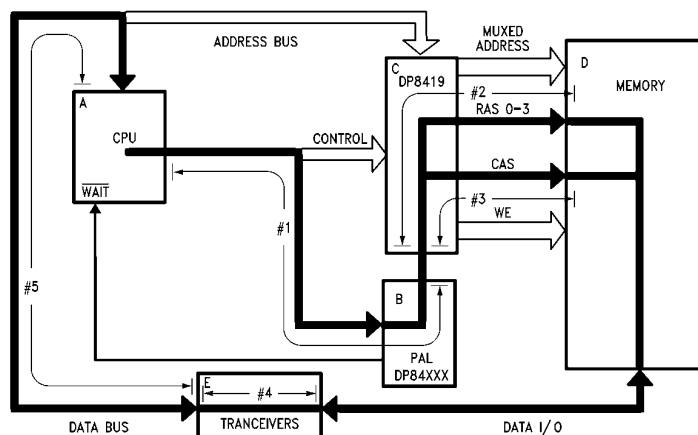 ADDRESS BUS
MUXED
ADDRESS
A
CPU
WAIT
CONTROL
C
DP8419
#2
RAS 0-3
CAS
#3
WE
D
MEMORY
#1
#5
B
PAL
DP84XXX
E
#4
TRANCEIVERS
DATA BUS
DATA I/O